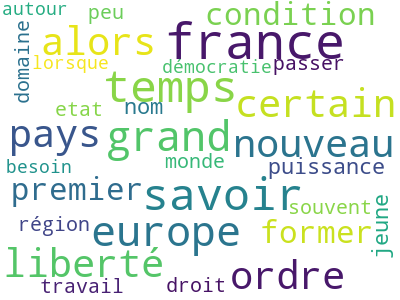 autour peu condition
domaine alors france
lorsque démocratie passer
temps
etat nom certain
pays grand nouveau
besoin monde puissance
premier savoir souvent
région europe former jeune
liberté ordre
travail droit